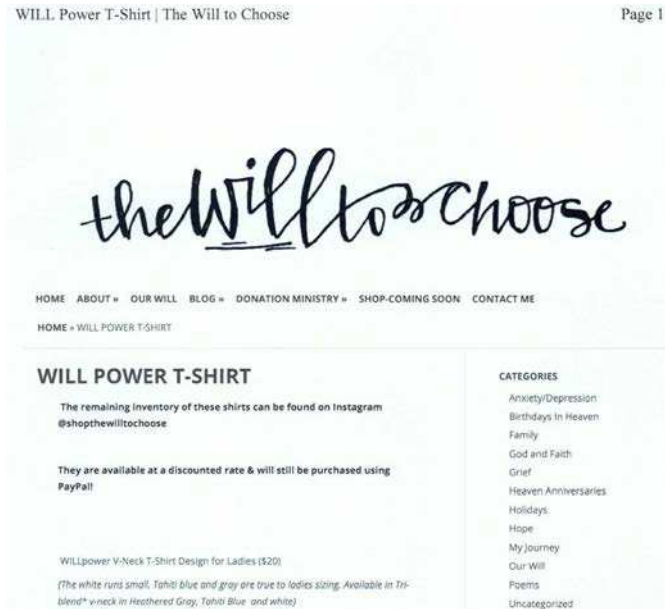 WILL Power T-Shirt | The Will to Choose
Page 1
the Will to Choose
HOME ABOUT » OUR WILL BLOG » DONATION MINISTRY » SHOP-COMING SOON CONTACT ME
HOME » WILL POWER T-SHIRT
WILL POWER T-SHIRT
The remaining inventory of these shirts can be found on Instagram
@shopthewilltochoose
They are available at a discounted rate & will still be purchased using
PayPal!
WILLpower V-Neck T-Shirt Design for Ladies ($20)
(The white runs small. Tahiti blue and gray are true to ladies sizing. Available in Tri-
blend* v-neck in Heathered Gray, Tahiti Blue and white)
CATEGORIES
Anxiety/Depression
Birthdays In Heaven
Family
God and Faith
Grief
Heaven Anniversaries
Holidays
Hope
My Journey
Our Will
Poems
Uncategorized